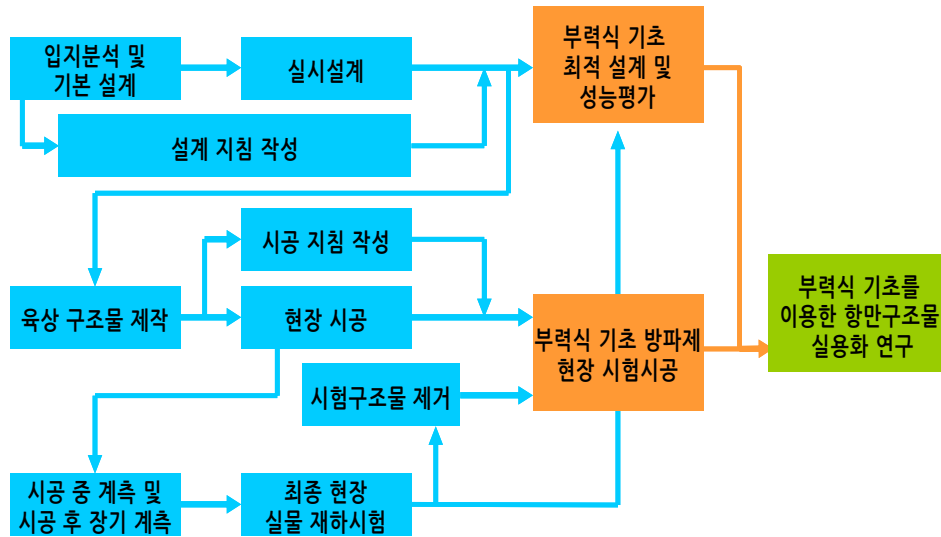 입지분석 및
기본 설계
실시설계
부력식 기초
최적 설계 및
성능평가
설계 지침 작성
시공 지침 작성
육상 구조물 제작
현장 시공
부력식 기초 방파제
현장 시험시공
부력식 기초를
이용한 항만구조물
실용화 연구
시험구조물 제거
시공 중 계측 및
시공 후 장기 계측
최종 현장
실물 재하시험